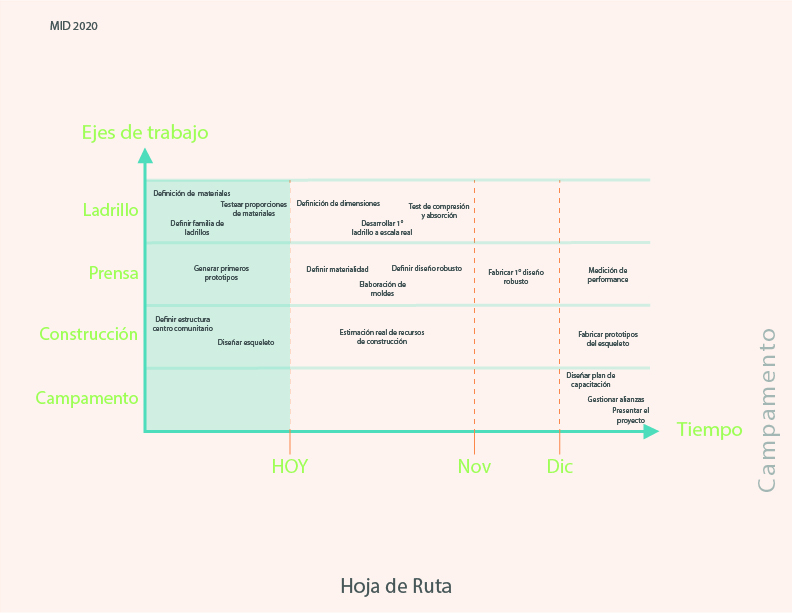 MID 2020
Ejes de trabajo
Ladrillo
Definición de materiales
Testear proporciones
de materiales
Definir familia de
ladrillos
Definición de dimensiones
Test de compresión
y absorción
Desarrollar 1°
ladrillo a escala real
Prensa
Generar primeros
prototipos
Definir materialidad
Definir diseño robusto
Elaboración de
moldes
Fabricar 1° diseño
robusto
Medición de
performance
Construcción
Definir estructura
centro comunitario
Diseñar esqueleto
Estimación real de recursos
de construcción
Fabricar prototipos
del esqueleto
Campamento
Diseñar plan de
capacitación
Gestionar alianzas
Presentar el
proyecto
Tiempo
HOY
Nov
Dic
Campamento
Hoja de Ruta